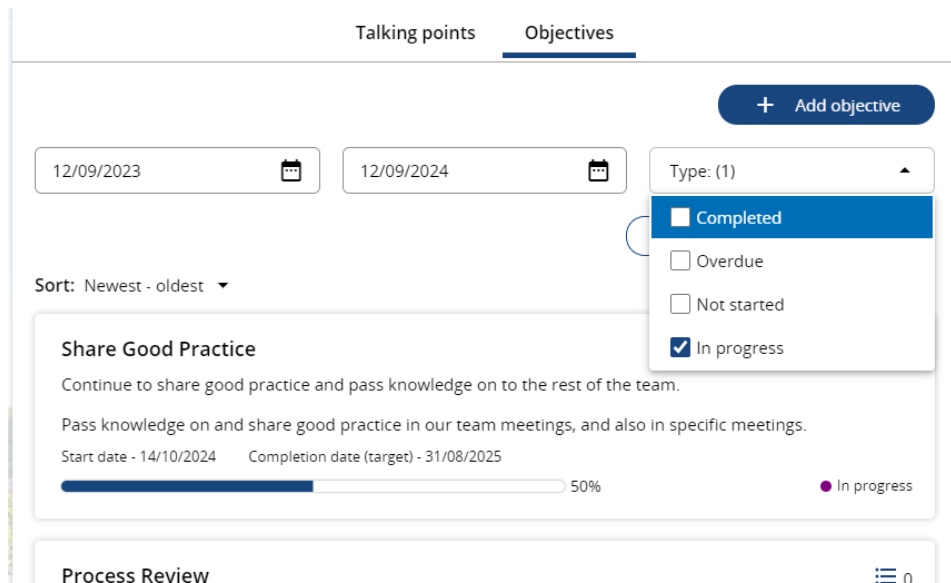 Talking points Objectives
+ Add objective
12/09/2023 12/09/2024 Type: (1)
Completed
Overdue
Not started
In progress
Sort: Newest - oldest
Share Good Practice
Continue to share good practice and pass knowledge on to the rest of the team.
Pass knowledge on and share good practice in our team meetings, and also in specific meetings.
Start date - 14/10/2024 Completion date (target) - 31/08/2025
50% In progress
Process Review 0